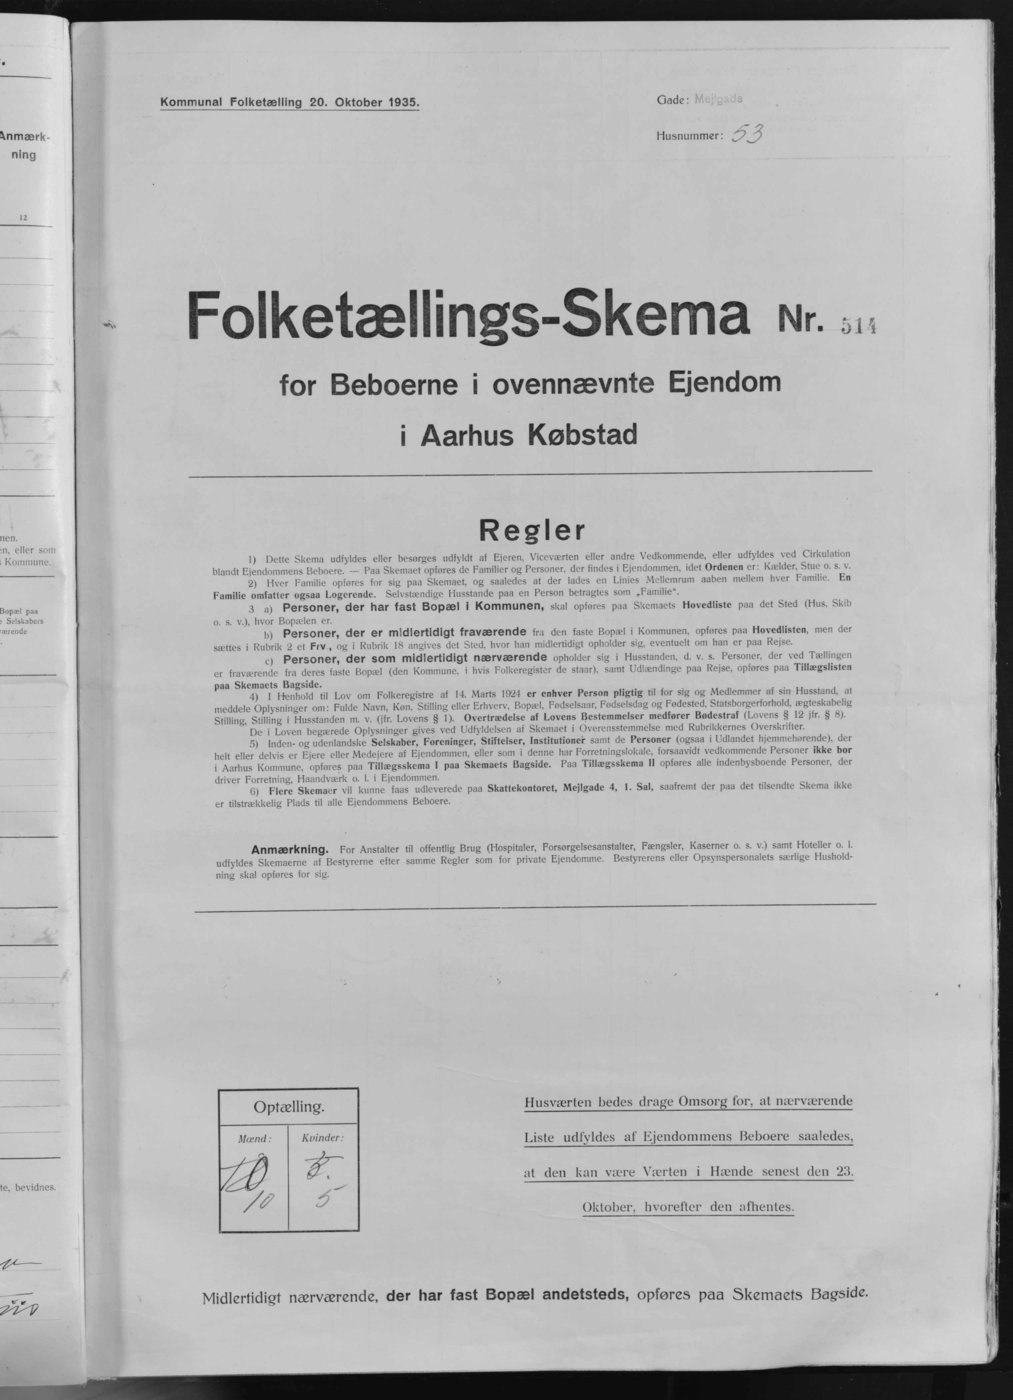 Anmærk-
ning
12
nen.
en, eller som
s Kommune.
Bopæl paa
e Selskabers
værende
te, bevidnes.
Kommunal Folketælling 20. Oktober 1935.
Gade: Mejlgade
Husnummer: 53
Folketællings-Skema Nr. 514
for Beboerne i ovennævnte Ejendom
i Aarhus Købstad
Regler
1) Dette Skema udfyldes eller besørges udfyldt af Ejeren, Viceværten eller andre Vedkommende, eller udfyldes ved Cirkulation
blandt Ejendommens Beboere. — Paa Skemaet opføres de Familier og Personer, der findes i Ejendommen, idet Ordenen er: Kælder, Stue o. s. v.
2) Hver Familie opføres for sig paa Skemaet, og saaledes at der lades en Linies Mellemrum aaben mellem hver Familie. En
Familie omfatter ogsaa Logerende. Selvstændige Husstande paa en Person betragtes som „Familie".
3 a) Personer, der har fast Bopæl i Kommunen, skal opføres paa Skemaets Hovedliste paa det Sted (Hus, Skib
o. s. v.), hvor Bopælen er.
b) Personer, der er midlertidigt fraværende fra den faste Bopæl i Kommunen, opføres paa Hovedlisten, men der
sættes i Rubrik 2 et Frv., og i Rubrik 18 angives det Sted, hvor han midlertidigt opholder sig, eventuelt om han er paa Rejse.
c) Personer, der som midlertidigt nærværende opholder sig i Husstanden, d. v. s. Personer, der ved Tællingen
er fraværende fra deres faste Bopæl (den Kommune, i hvis Folkeregister de staar), samt Udlændinge paa Rejse, opføres paa Tillægslisten
paa Skemaets Bagside.
4) I Henhold til Lov om Folkeregistre af 14. Marts 1924 er enhver Person pligtig til for sig og Medlemmer af sin Husstand, at
meddele Oplysninger om: Fulde Navn, Køn, Stilling eller Erhverv, Bopæl, Fødselsaar, Fødselsdag og Fødested, Statsborgerforhold, ægteskabelig
Stilling, Stilling i Husstanden m. v. (jfr. Lovens § 1). Overtrædelse af Lovens Bestemmelser medfører Bødestraf (Lovens § 12 jfr. § 8).
De i Loven begærede Oplysninger gives ved Udfyldelsen af Skemaet i Overensstemmelse med Rubrikkernes Overskrifter.
5) Inden- og udenlandske Selskaber, Foreninger, Stiftelser, Institutioner samt de Personer (ogsaa i Udlandet hjemmehørende), der
helt eller delvis er Ejere eller Medejere af Ejendommen, eller som i denne har Forretningslokale, forsaavidt vedkommende Personer ikke bor
i Aarhus Kommune, opføres paa Tillægsskema I paa Skemaets Bagside. Paa Tillægsskema II opføres alle indenbysboende Personer, der
driver Forretning, Haandværk o. l. i Ejendommen.
6) Flere Skemaer vil kunne faas udleverede paa Skattekontoret, Mejlgade 4, 1. Sal, saafremt der paa det tilsendte Skema ikke
er tilstrækkelig Plads til alle Ejendommens Beboere.
Anmærkning. For Anstalter til offentlig Brug (Hospitaler, Forsørgelsesanstalter, Fængsler, Kaserner o. s. v.) samt Hoteller o. l.
udfyldes Skemaerne af Bestyrerne efter samme Regler som for private Ejendomme. Bestyrerens eller Opsynspersonalets særlige Hushold-
ning skal opføres for sig.
Optælling.
Mænd: Kvinder:
10 5
Husværten bedes drage Omsorg for, at nærværende
Liste udfyldes af Ejendommens Beboere saaledes,
at den kan være Værten i Hænde senest den 23.
Oktober, hvorefter den afhentes.
Midlertidigt nærværende, der har fast Bopæl andetsteds, opføres paa Skemaets Bagside.